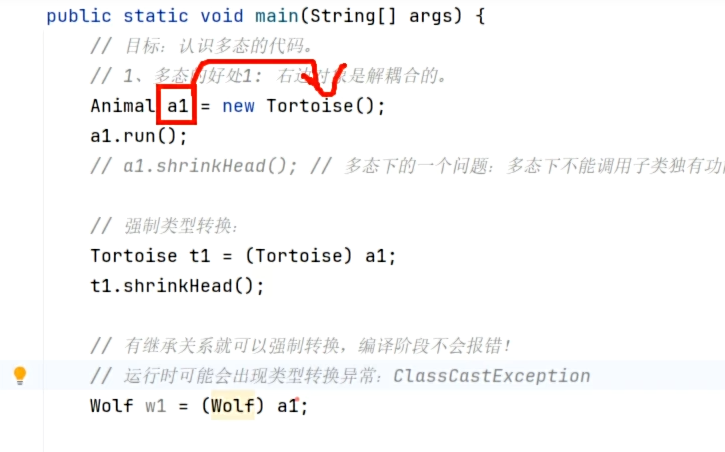 public static void main(String[] args) {
// 目标：认识多态的代码。
// 1、多态的好处1: 右边对象是解耦合的。
Animal a1 = new Tortoise();
a1.run();
// a1.shrinkHead(); // 多态下的一个问题：多态下不能调用子类独有功
// 强制类型转换：
Tortoise t1 = (Tortoise) a1;
t1.shrinkHead();
// 有继承关系就可以强制转换，编译阶段不会报错！
// 运行时可能会出现类型转换异常：ClassCastException
Wolf w1 = (Wolf) a1;